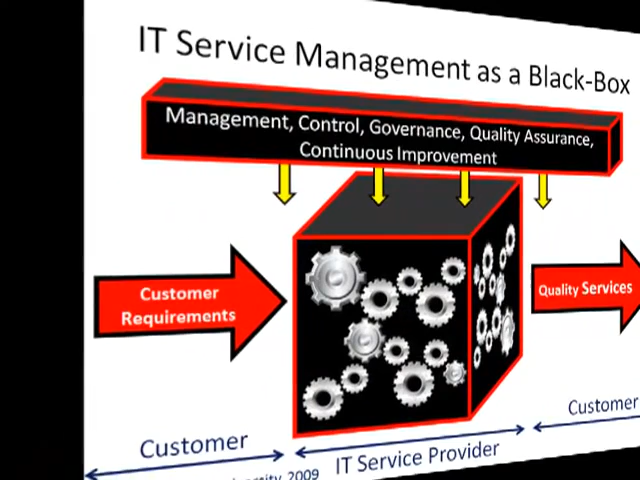 IT Service Management as a Black-Box
Management, Control, Governance, Quality Assurance,
Continuous Improvement
Customer
Requirements
Quality Services
Customer
IT Service Provider
Customer
2009